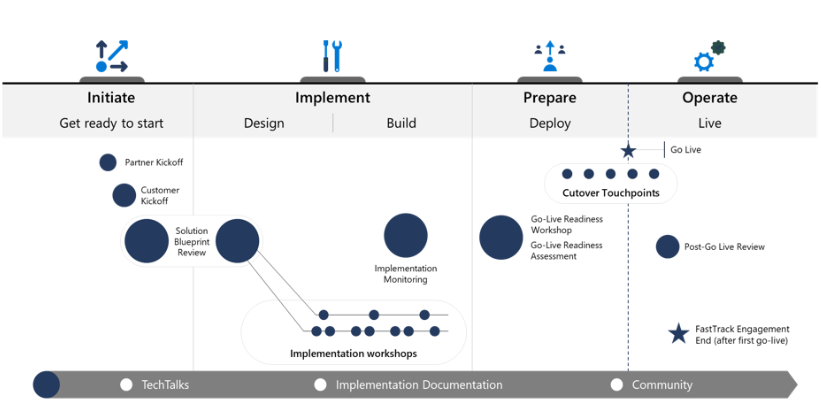 Initiate
Implement
Prepare
Operate
Get ready to start
Design
Build
Deploy
Live
Go Live
Partner Kickoff
Customer
Kickoff
Cutover Touchpoints
Solution
Blueprint
Review
Go-Live Readiness
Workshop
Go-Live Readiness
Assessment
Post-Go Live Review
Implementation
Monitoring
FastTrack Engagement
End (after first go-live)
Implementation workshops
TechTalks
Implementation Documentation
Community